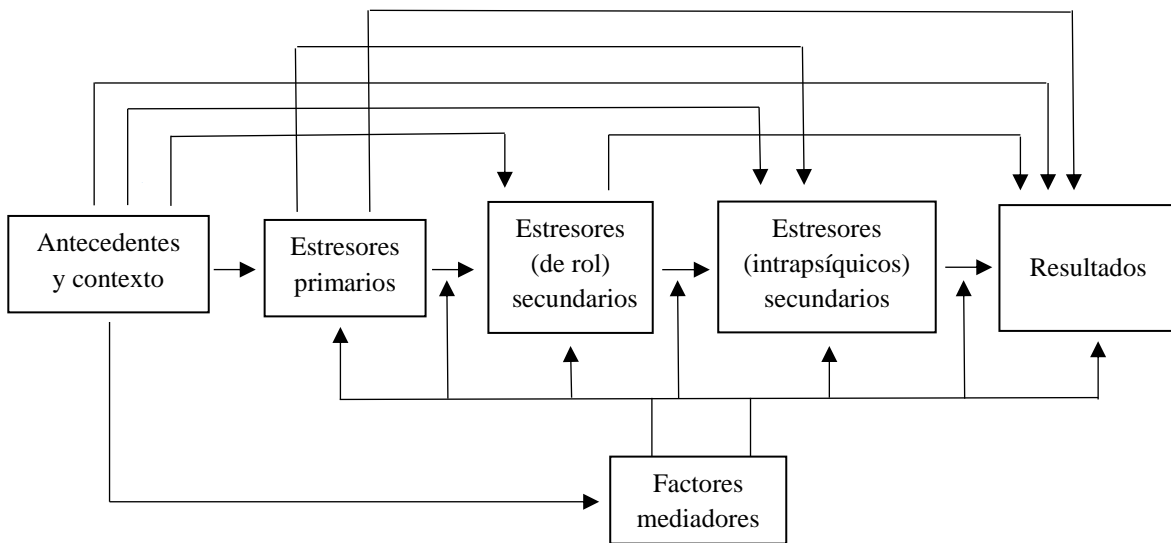 Antecedentes
y contexto
Estresores
primarios
Estresores
(de rol)
secundarios
Estresores
(intrapsíquicos)
secundarios
Resultados
Factores
mediadores